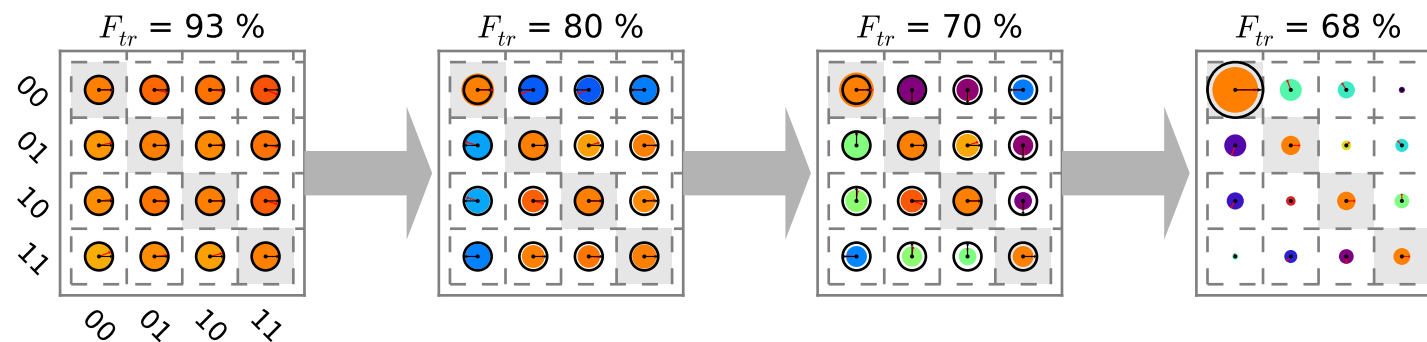 F_tr = 93 %
F_tr = 80 %
F_tr = 70 %
F_tr = 68 %
00
01
10
11
00 01 10 11